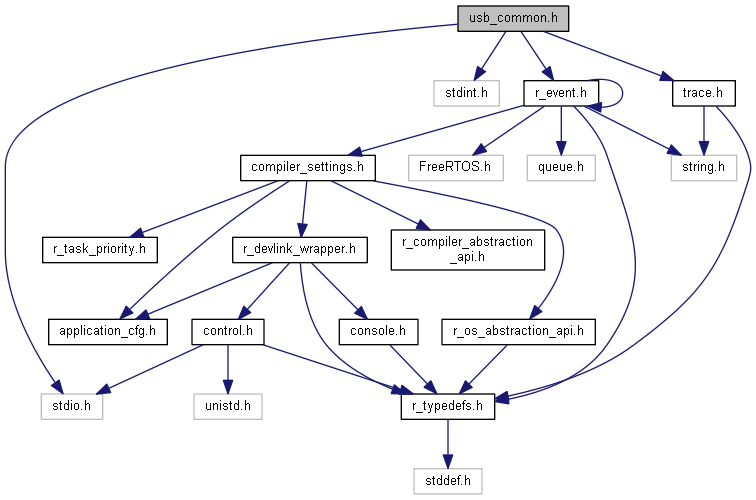 usb_common.h
stdint.h
r_event.h
trace.h
compiler_settings.h
FreeRTOS.h
queue.h
string.h
r_task_priority.h
r_devlink_wrapper.h
r_compiler_abstraction
_api.h
application_cfg.h
control.h
console.h
r_os_abstraction_api.h
stdio.h
unistd.h
r_typedefs.h
stddef.h